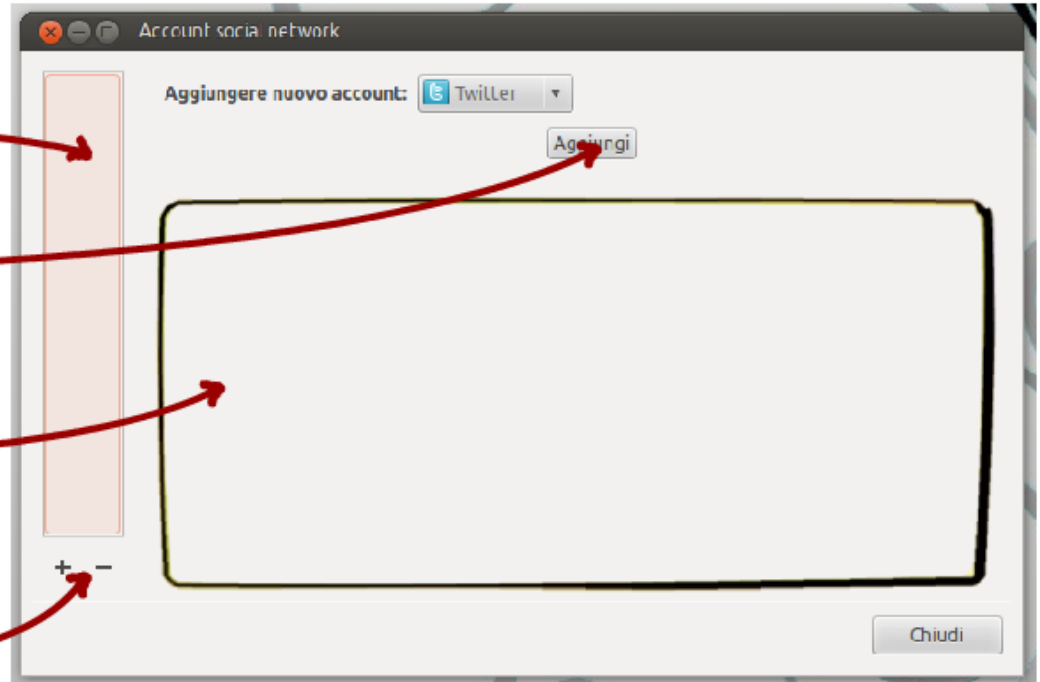 Account social network
Aggiungere nuovo account: Twitter
Aggiungi
+ −
Chiudi